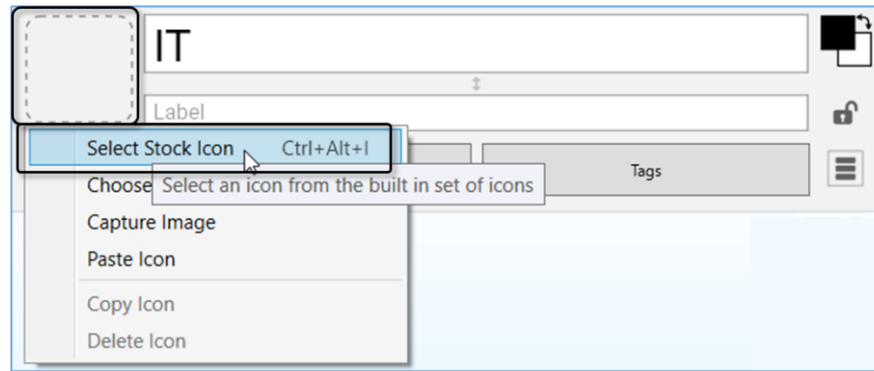 IT
Label
Select Stock Icon Ctrl+Alt+I
Tags
Choose
Select an icon from the built in set of icons
Capture Image
Paste Icon
Copy Icon
Delete Icon